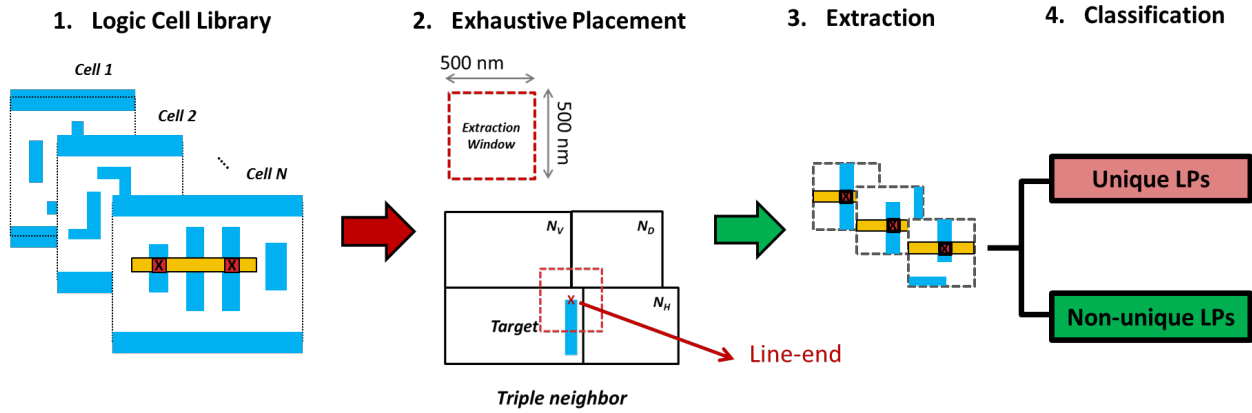 1. Logic Cell Library
2. Exhaustive Placement
3. Extraction
4. Classification
Cell 1
Cell 2
Cell N
X
X
500 nm
500 nm
Extraction
Window
N_V
N_D
N_H
X
Target
Line-end
Triple neighbor
X
X
X
Unique LPs
Non-unique LPs